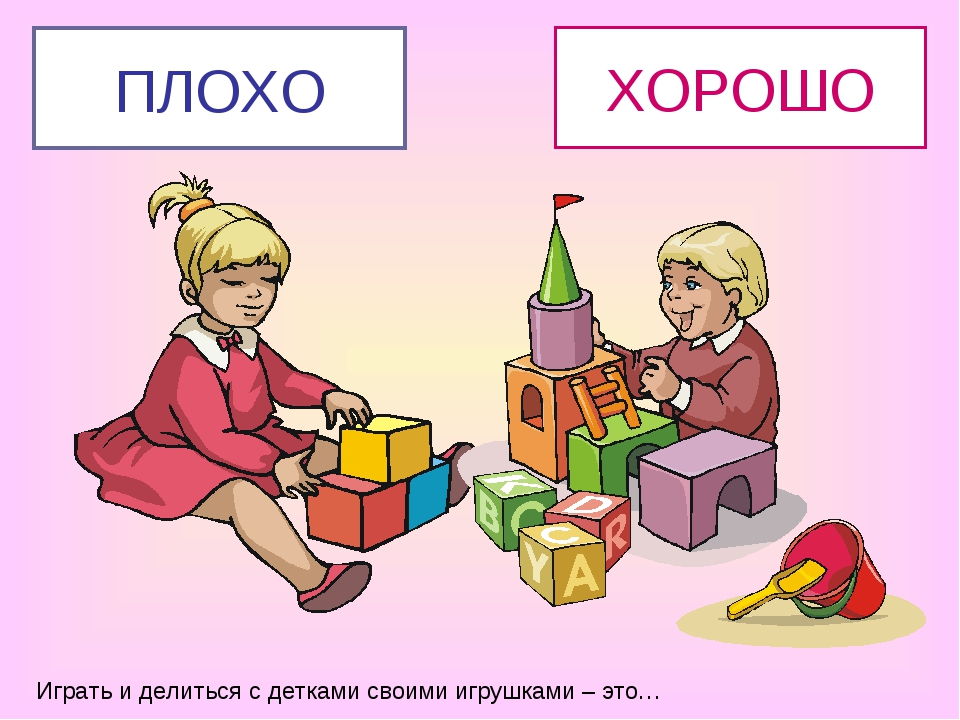 ПЛОХО
ХОРОШО
K
B C
D
R
C
Y A
Играть и делиться с детками своими игрушками – это…